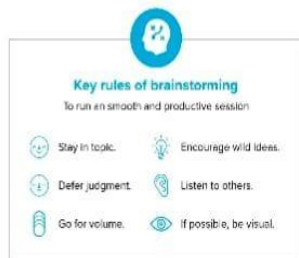 Key rules of brainstorming
To run an smooth and productive session
Stay in topic.
Encourage wild ideas.
Defer judgment.
Listen to others.
Go for volume.
If possible, be visual.